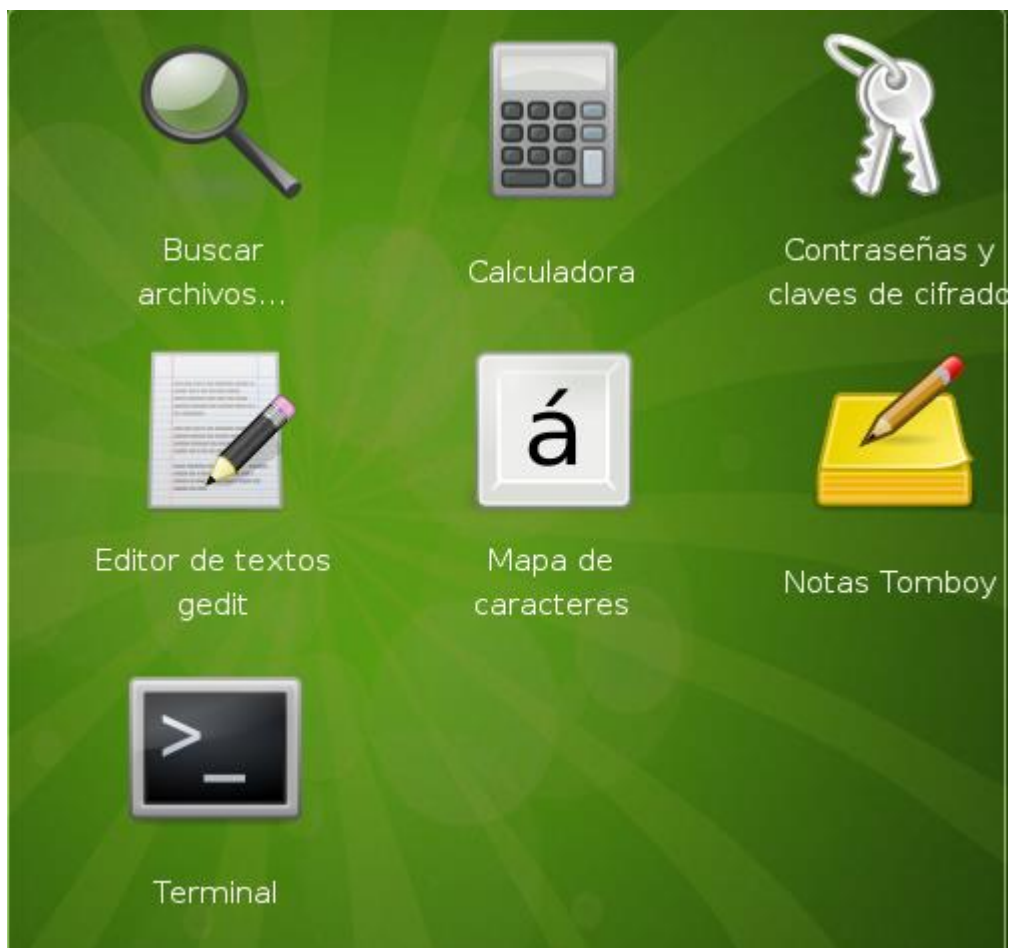 Buscar
archivos...
Calculadora
Contraseñas y
claves de cifrado
á
Editor de textos
gedit
Mapa de
caracteres
Notas Tomboy
>_
Terminal